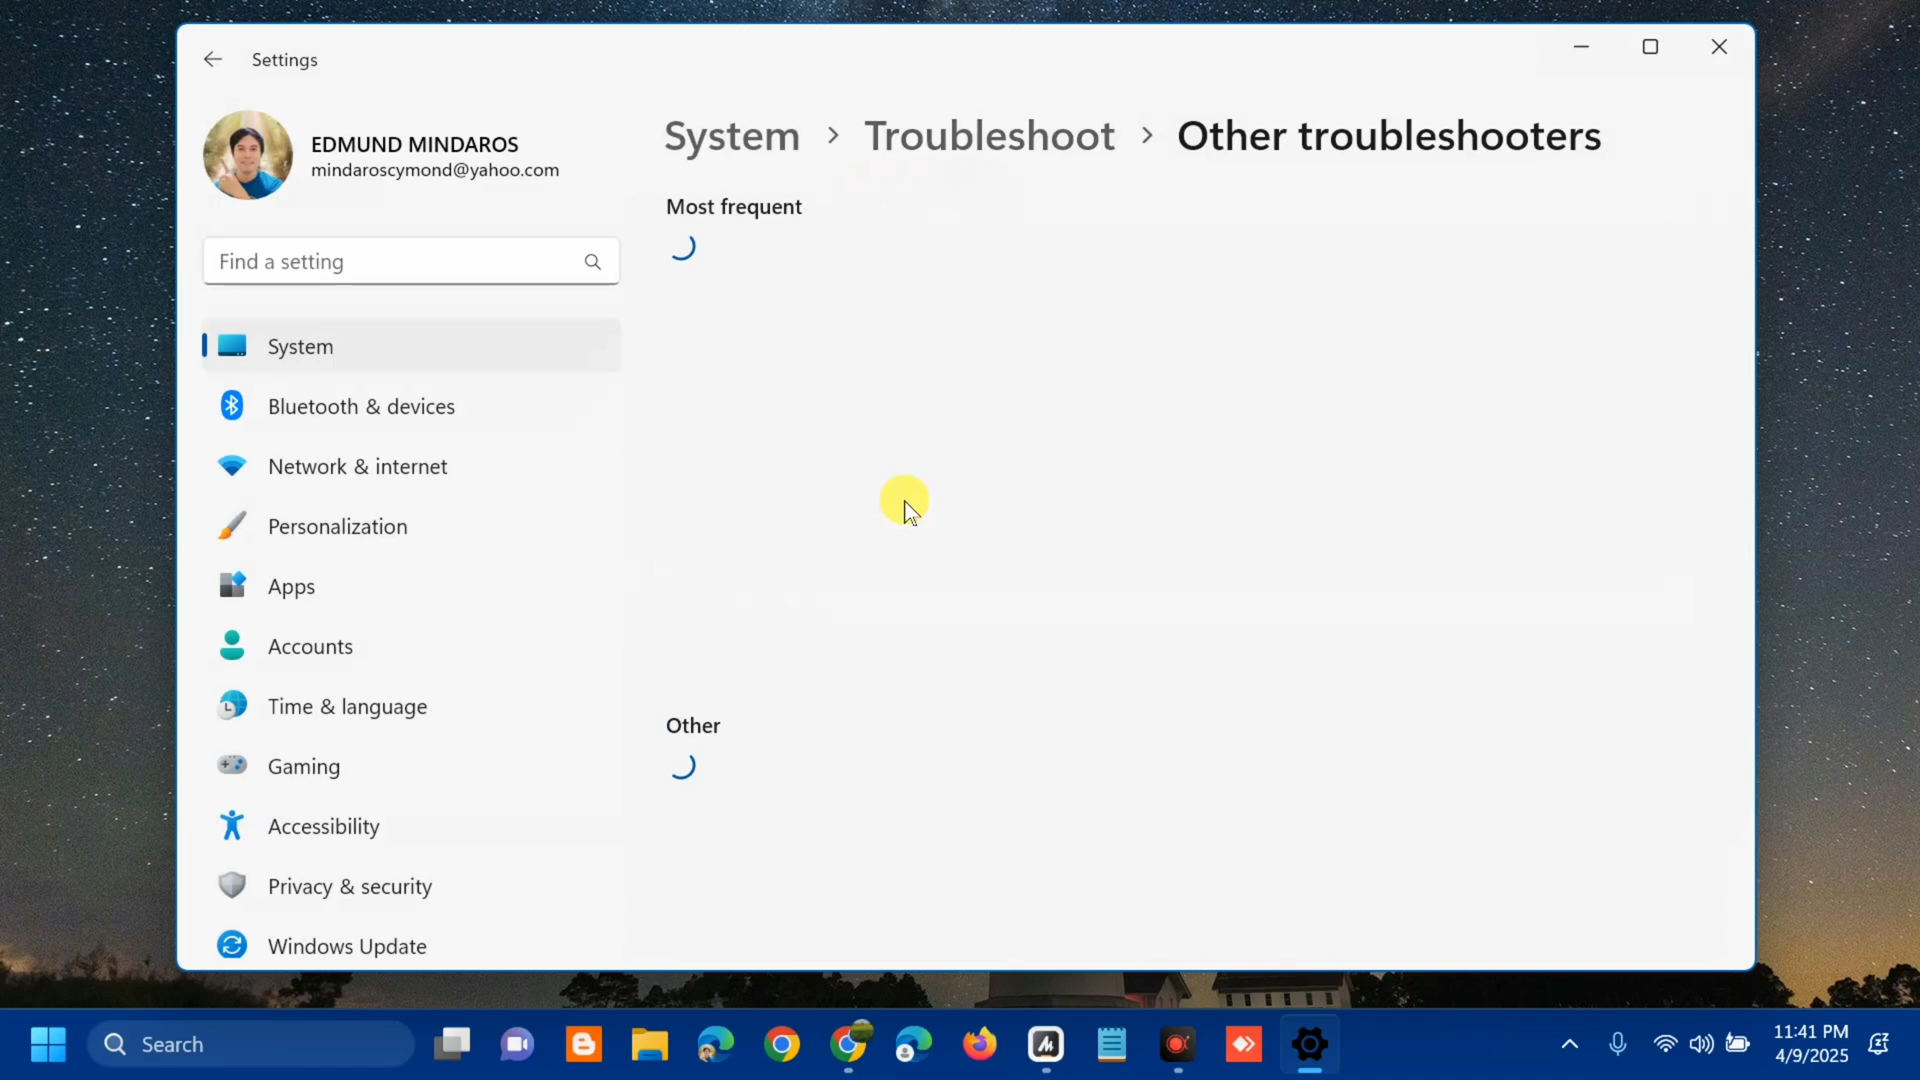 Settings
EDMUND MINDAROS
mindaroscymond@yahoo.com
Find a setting
System
Bluetooth & devices
Network & internet
Personalization
Apps
Accounts
Time & language
Gaming
Accessibility
Privacy & security
Windows Update
System > Troubleshoot > Other troubleshooters
Most frequent
Other
Search
11:41 PM
4/9/2025